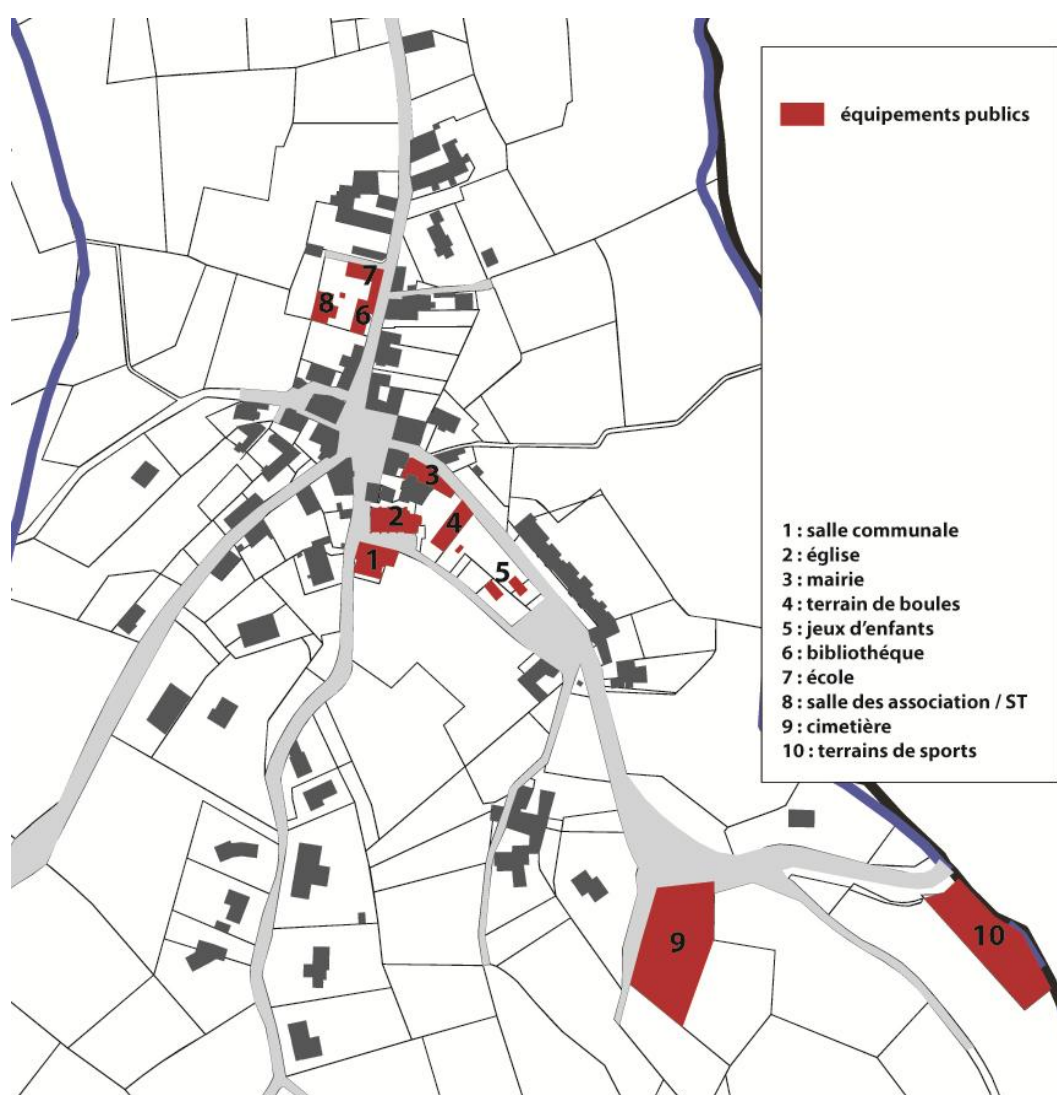 équipements publics
7
8
6
3
2
4
1
5
9
10
1 : salle communale
2 : église
3 : mairie
4 : terrain de boules
5 : jeux d'enfants
6 : bibliothéque
7 : école
8 : salle des association / ST
9 : cimetière
10 : terrains de sports